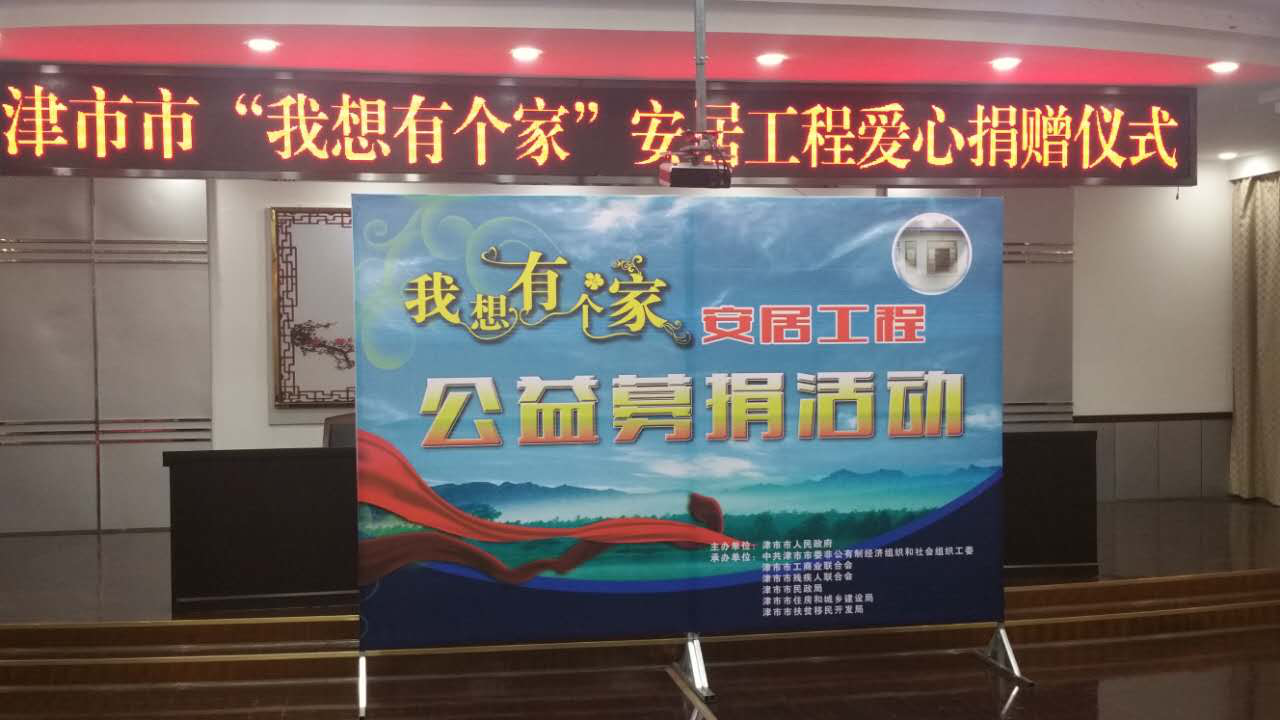 津市市“我想有个家”安居工程爱心捐赠仪式
我想有个家 安居工程
公益募捐活动
主办单位：津市市人民政府
承办单位：中共津市市委非公有制经济组织和社会组织工委
津市市工商业联合会
津市市残疾人联合会
津市市民政局
津市市住房和城乡建设局
津市市扶贫移民开发局